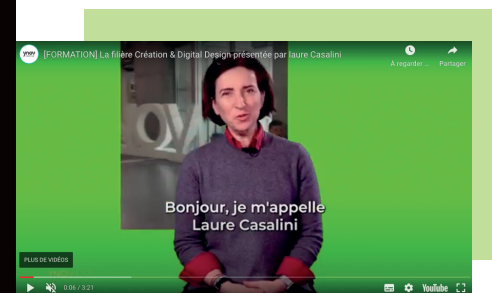 ynov
[FORMATION] La filière Création & Digital Design présentée par laure Casalini
À regarder ...
Partager
Bonjour, je m'appelle
Laure Casalini
PLUS DE VIDÉOS
0:06 / 3:21
YouTube